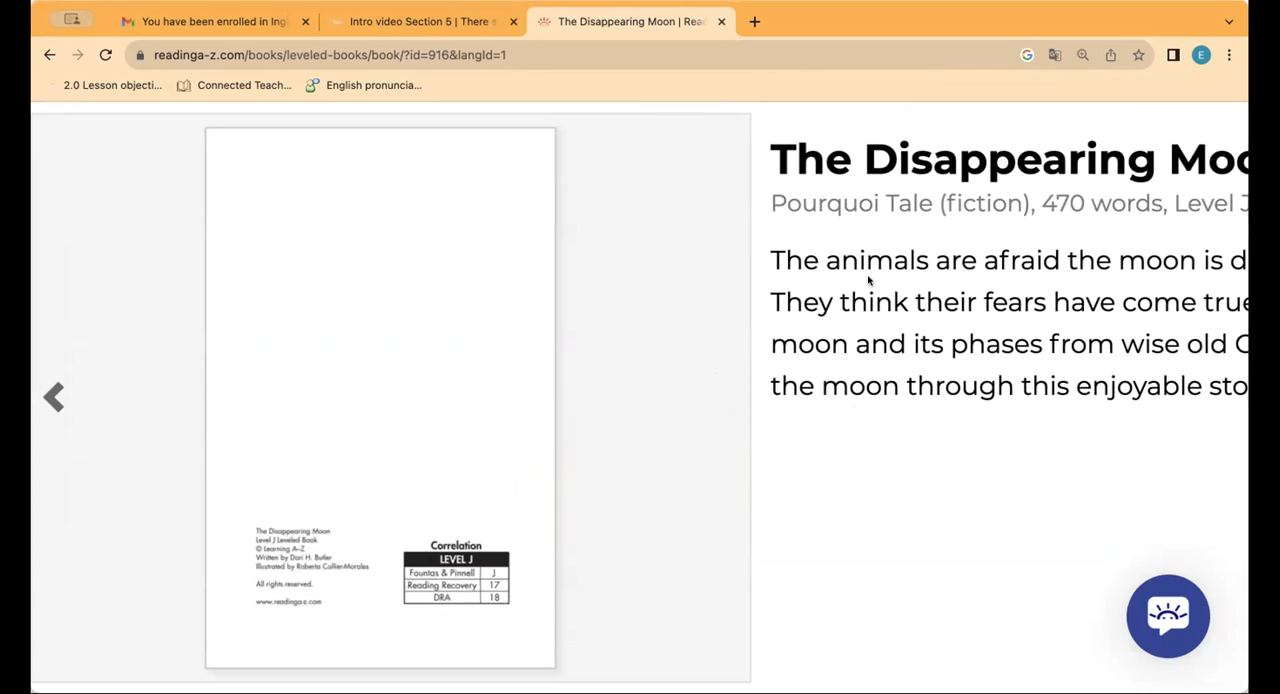 You have been enrolled in Ing
Intro video Section 5 | There s
The Disappearing Moon | Rea
readinga-z.com/books/leveled-books/book/?id=916&langId=1
E
2.0 Lesson objecti...
Connected Teach...
English pronuncia...
The Disappearing Moon
Level J Leveled Book
© Learning A–Z
Written by Dori H. Butler
Illustrated by Roberta Collier-Morales
All rights reserved.
www.readinga-z.com
Correlation
LEVEL J
Fountas & Pinnell J
Reading Recovery 17
DRA 18
The Disappearing Moo
Pourquoi Tale (fiction), 470 words, Level J
The animals are afraid the moon is d
They think their fears have come true
moon and its phases from wise old
the moon through this enjoyable sto